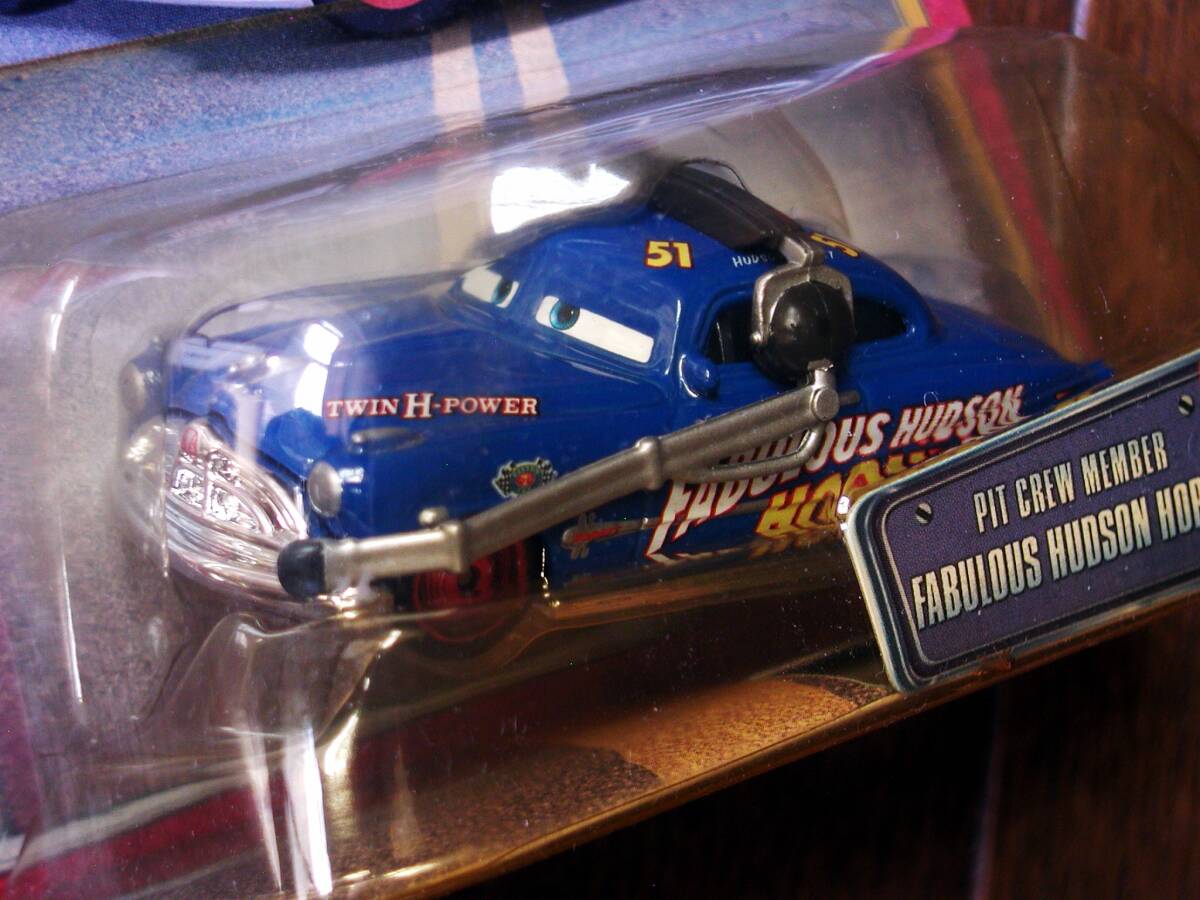 51
TWIN H-POWER
FABULOUS HUDSON
PIT CREW MEMBER
FABULOUS HUDSON HOR